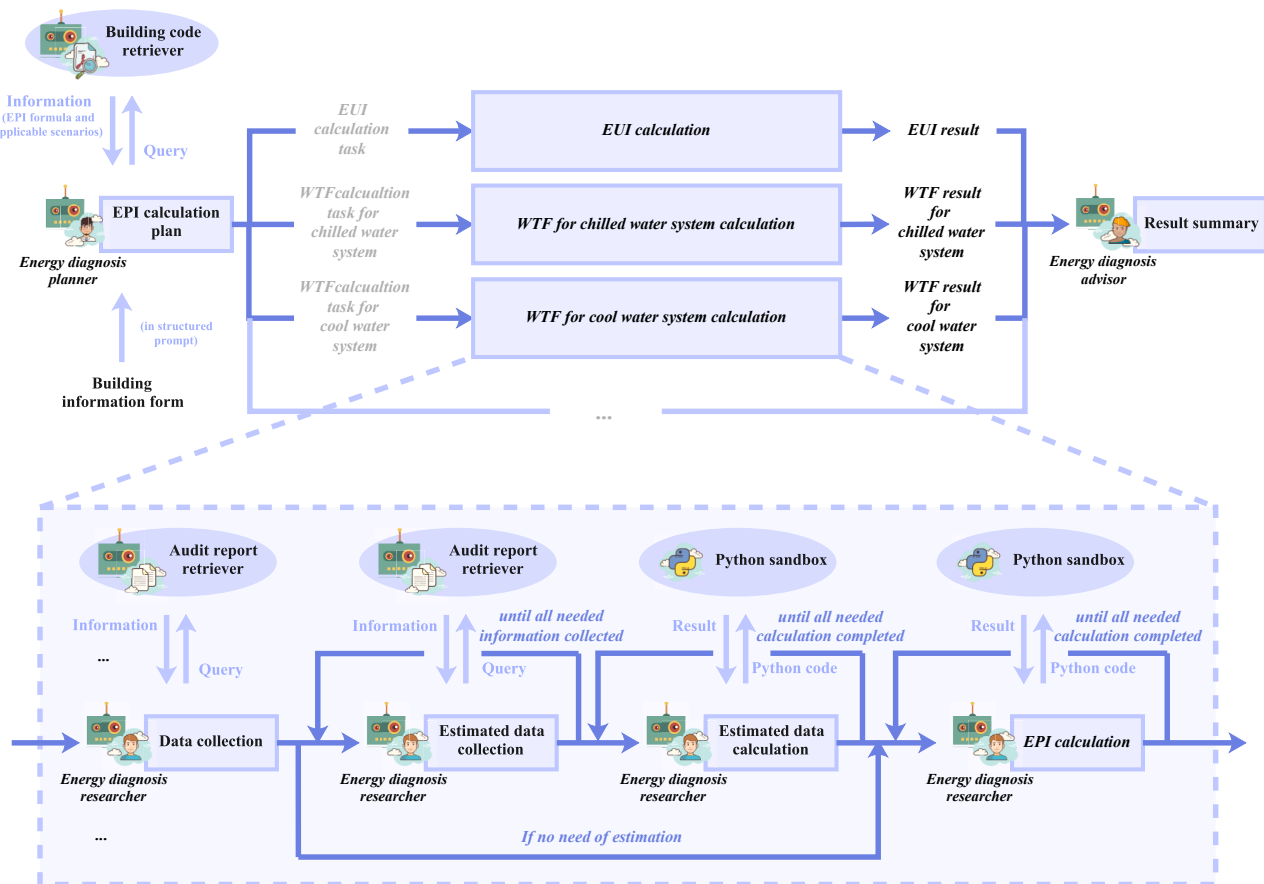 Building code
retriever
Information
(EPI formula and
pplicable scenarios)
Query
EPI calculation
plan
Energy diagnosis
planner
(in structured
prompt)
Building
information form
EUI
calculation
task
EUI calculation
EUI result
WTFcalcualtion
task for
chilled water
system
WTF for chilled water system calculation
WTF result
for
chilled water
system
WTFcalcualtion
task for
cool water
system
WTF for cool water system calculation
WTF result
for
cool water
system
...
Result summary
Energy diagnosis
advisor
Audit report
retriever
Information
Query
...
Data collection
Energy diagnosis
researcher
...
Audit report
retriever
Information
until all needed
information collected
Query
Estimated data
collection
Energy diagnosis
researcher
Python sandbox
Result
until all needed
calculation completed
Python code
Estimated data
calculation
Energy diagnosis
researcher
Python sandbox
Result
until all needed
calculation completed
Python code
EPI calculation
Energy diagnosis
researcher
If no need of estimation